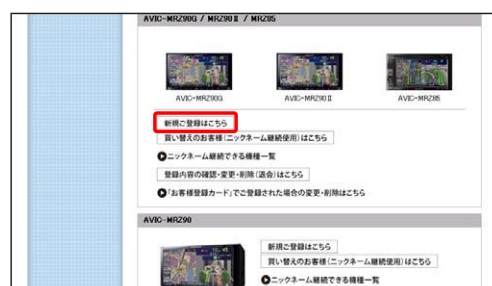 AVIC-MRZ90G / MRZ90Ⅱ / MRZ85
AVIC-MRZ90G
AVIC-MRZ90Ⅱ
AVIC-MRZ85
新規ご登録はこちら
買い替えのお客様(ニックネーム継続使用)はこちら
ニックネーム継続できる機種一覧
登録内容の確認・変更・削除(退会)はこちら
「お客様登録カード」でご登録された場合の変更・削除はこちら
AVIC-MRZ90
新規ご登録はこちら
買い替えのお客様(ニックネーム継続使用)はこちら
ニックネーム継続できる機種一覧